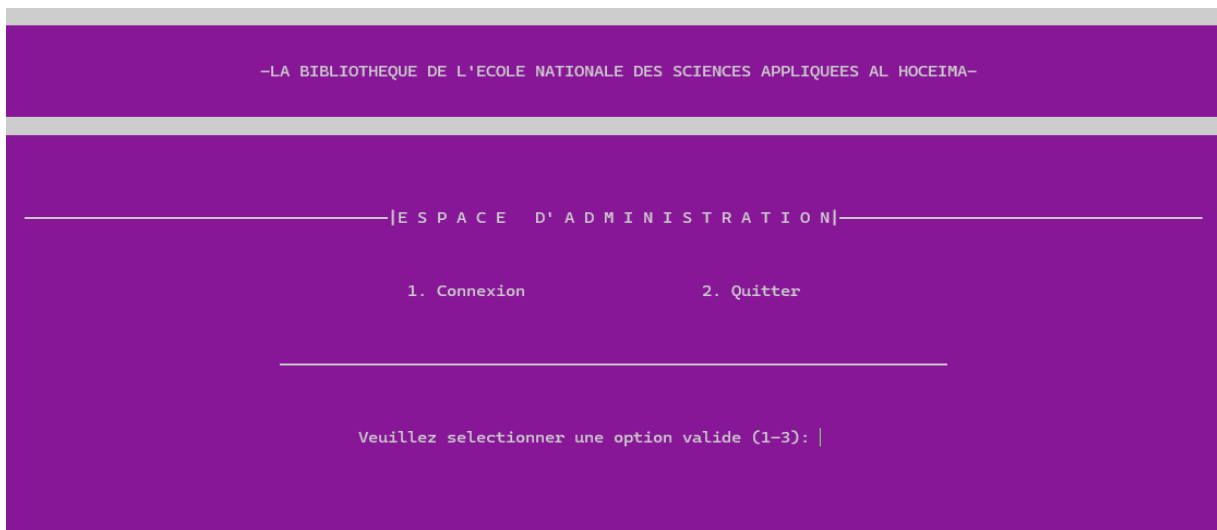 -LA BIBLIOTHEQUE DE L'ECOLE NATIONALE DES SCIENCES APPLIQUEES AL HOCEIMA-
|E S P A C E D' A D M I N I S T R A T I O N|
1. Connexion 2. Quitter
Veuillez selectionner une option valide (1-3):